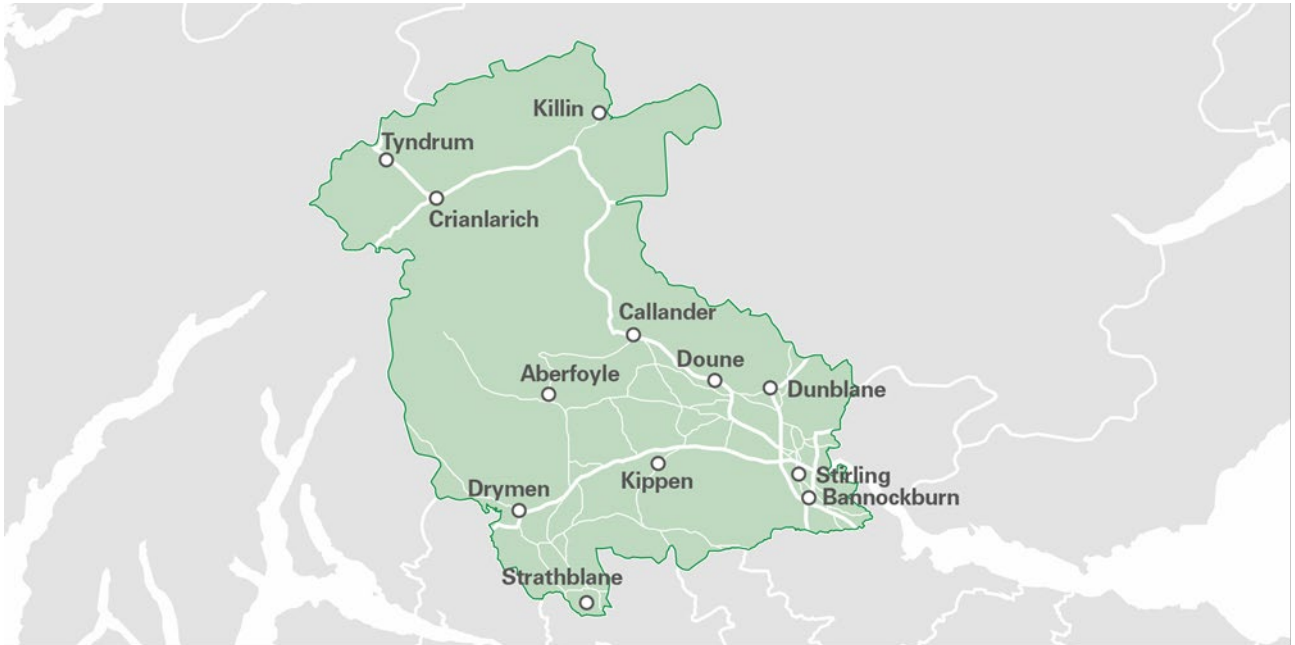 Killin
Tyndrum
Crianlarich
Callander
Doune
Aberfoyle
Dunblane
Stirling
Kippen
Drymen
Bannockburn
Strathblane